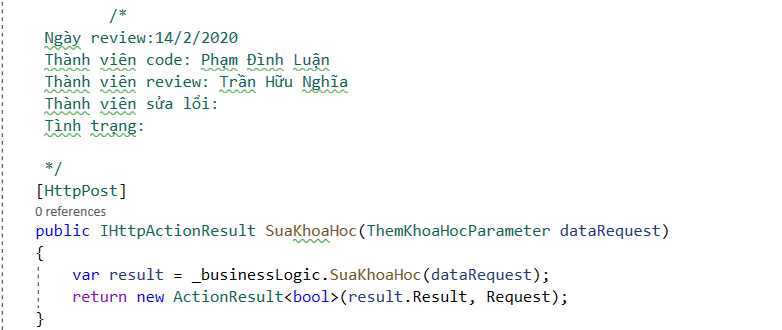 /*
Ngày review:14/2/2020
Thành viên code: Phạm Đình Luận
Thành viên review: Trần Hữu Nghĩa
Thành viên sửa lồi:
Tình trạng:
*/
[HttpPost]
0 references
public IHttpActionResult SuaKhoaHoc(ThemKhoaHocParameter dataRequest)
{
var result = _businessLogic.SuaKhoaHoc(dataRequest);
return new ActionResult<bool>(result.Result, Request);
}